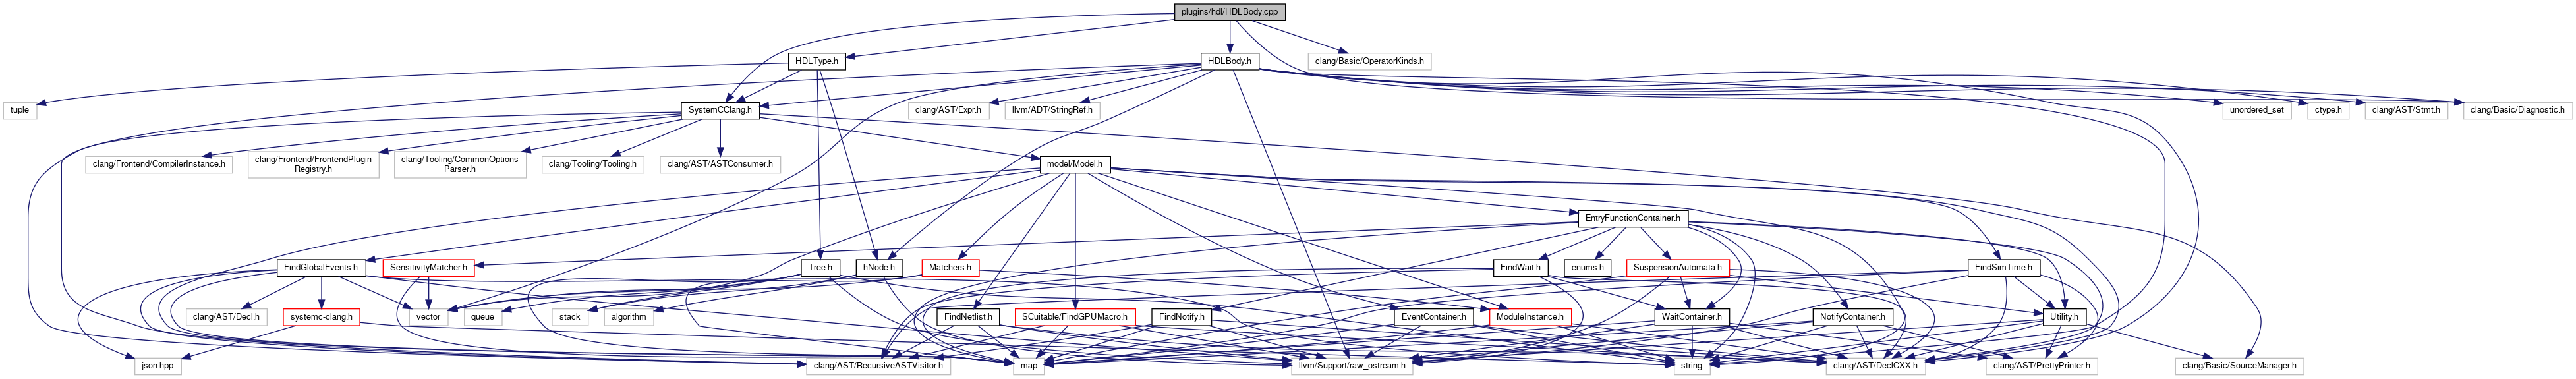 plugins/hdl/HDLBody.cpp
HDLType.h
HDLBody.h
clang/Basic/OperatorKinds.h
tuple
SystemCClang.h
clang/AST/Expr.h
llvm/ADT/StringRef.h
unordered_set
ctype.h
clang/AST/Stmt.h
clang/Basic/Diagnostic.h
clang/Frontend/CompilerInstance.h
clang/Frontend/FrontendPlugin
Registry.h
clang/Tooling/CommonOptions
Parser.h
clang/Tooling/Tooling.h
clang/AST/ASTConsumer.h
model/Model.h
EntryFunctionContainer.h
FindGlobalEvents.h
SensitivityMatcher.h
Tree.h
hNode.h
Matchers.h
FindWait.h
enums.h
SuspensionAutomata.h
FindSimTime.h
clang/AST/Decl.h
systemc-clang.h
vector
queue
stack
algorithm
FindNetlist.h
SCuitable/FindGPUMacro.h
FindNotify.h
EventContainer.h
ModuleInstance.h
WaitContainer.h
NotifyContainer.h
Utility.h
json.hpp
clang/AST/RecursiveASTVisitor.h
map
llvm/Support/raw_ostream.h
string
clang/AST/DeclCXX.h
clang/AST/PrettyPrinter.h
clang/Basic/SourceManager.h